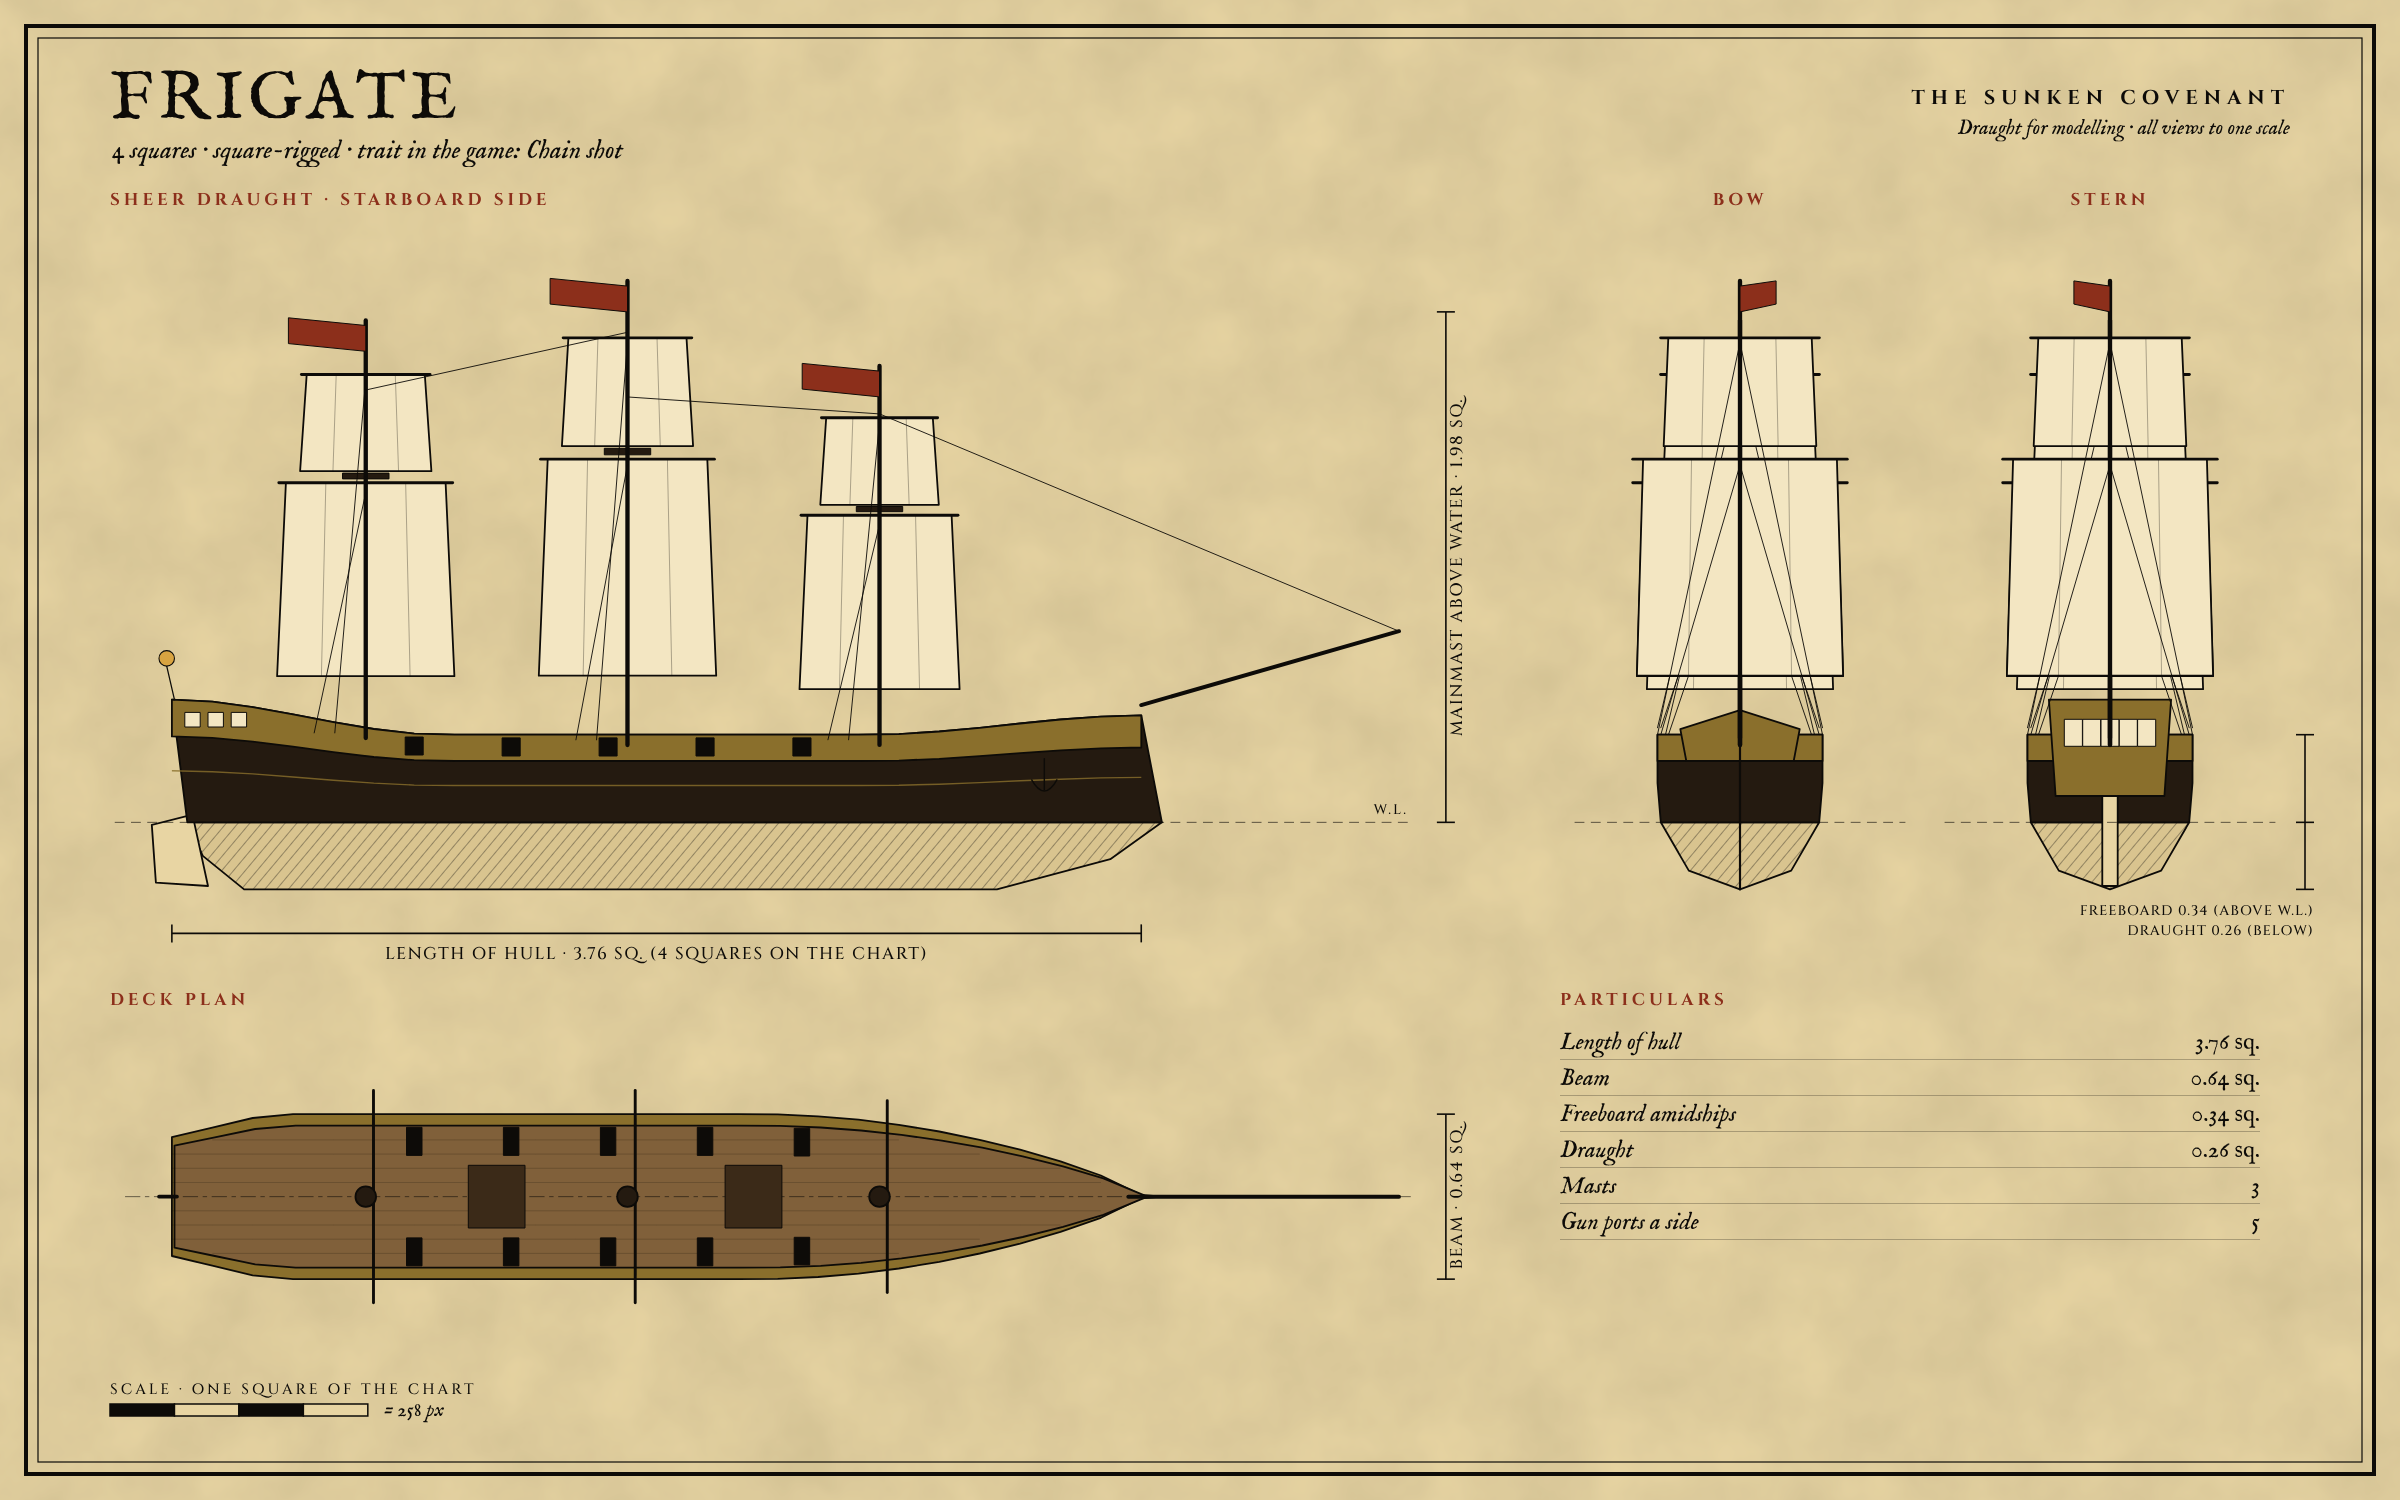 FRIGATE
4 squares · square-rigged · trait in the game: Chain shot
THE SUNKEN COVENANT
Draught for modelling · all views to one scale
SHEER DRAUGHT · STARBOARD SIDE
BOW
STERN
MAINMAST ABOVE WATER · 1.98 SQ.
W.L.
FREEBOARD 0.34 (ABOVE W.L.)
DRAUGHT 0.26 (BELOW)
LENGTH OF HULL · 3.76 SQ. (4 SQUARES ON THE CHART)
DECK PLAN
BEAM · 0.64 SQ.
PARTICULARS
Length of hull 3.76 sq.
Beam 0.64 sq.
Freeboard amidships 0.34 sq.
Draught 0.26 sq.
Masts 3
Gun ports a side 5
SCALE · ONE SQUARE OF THE CHART
= 258 px